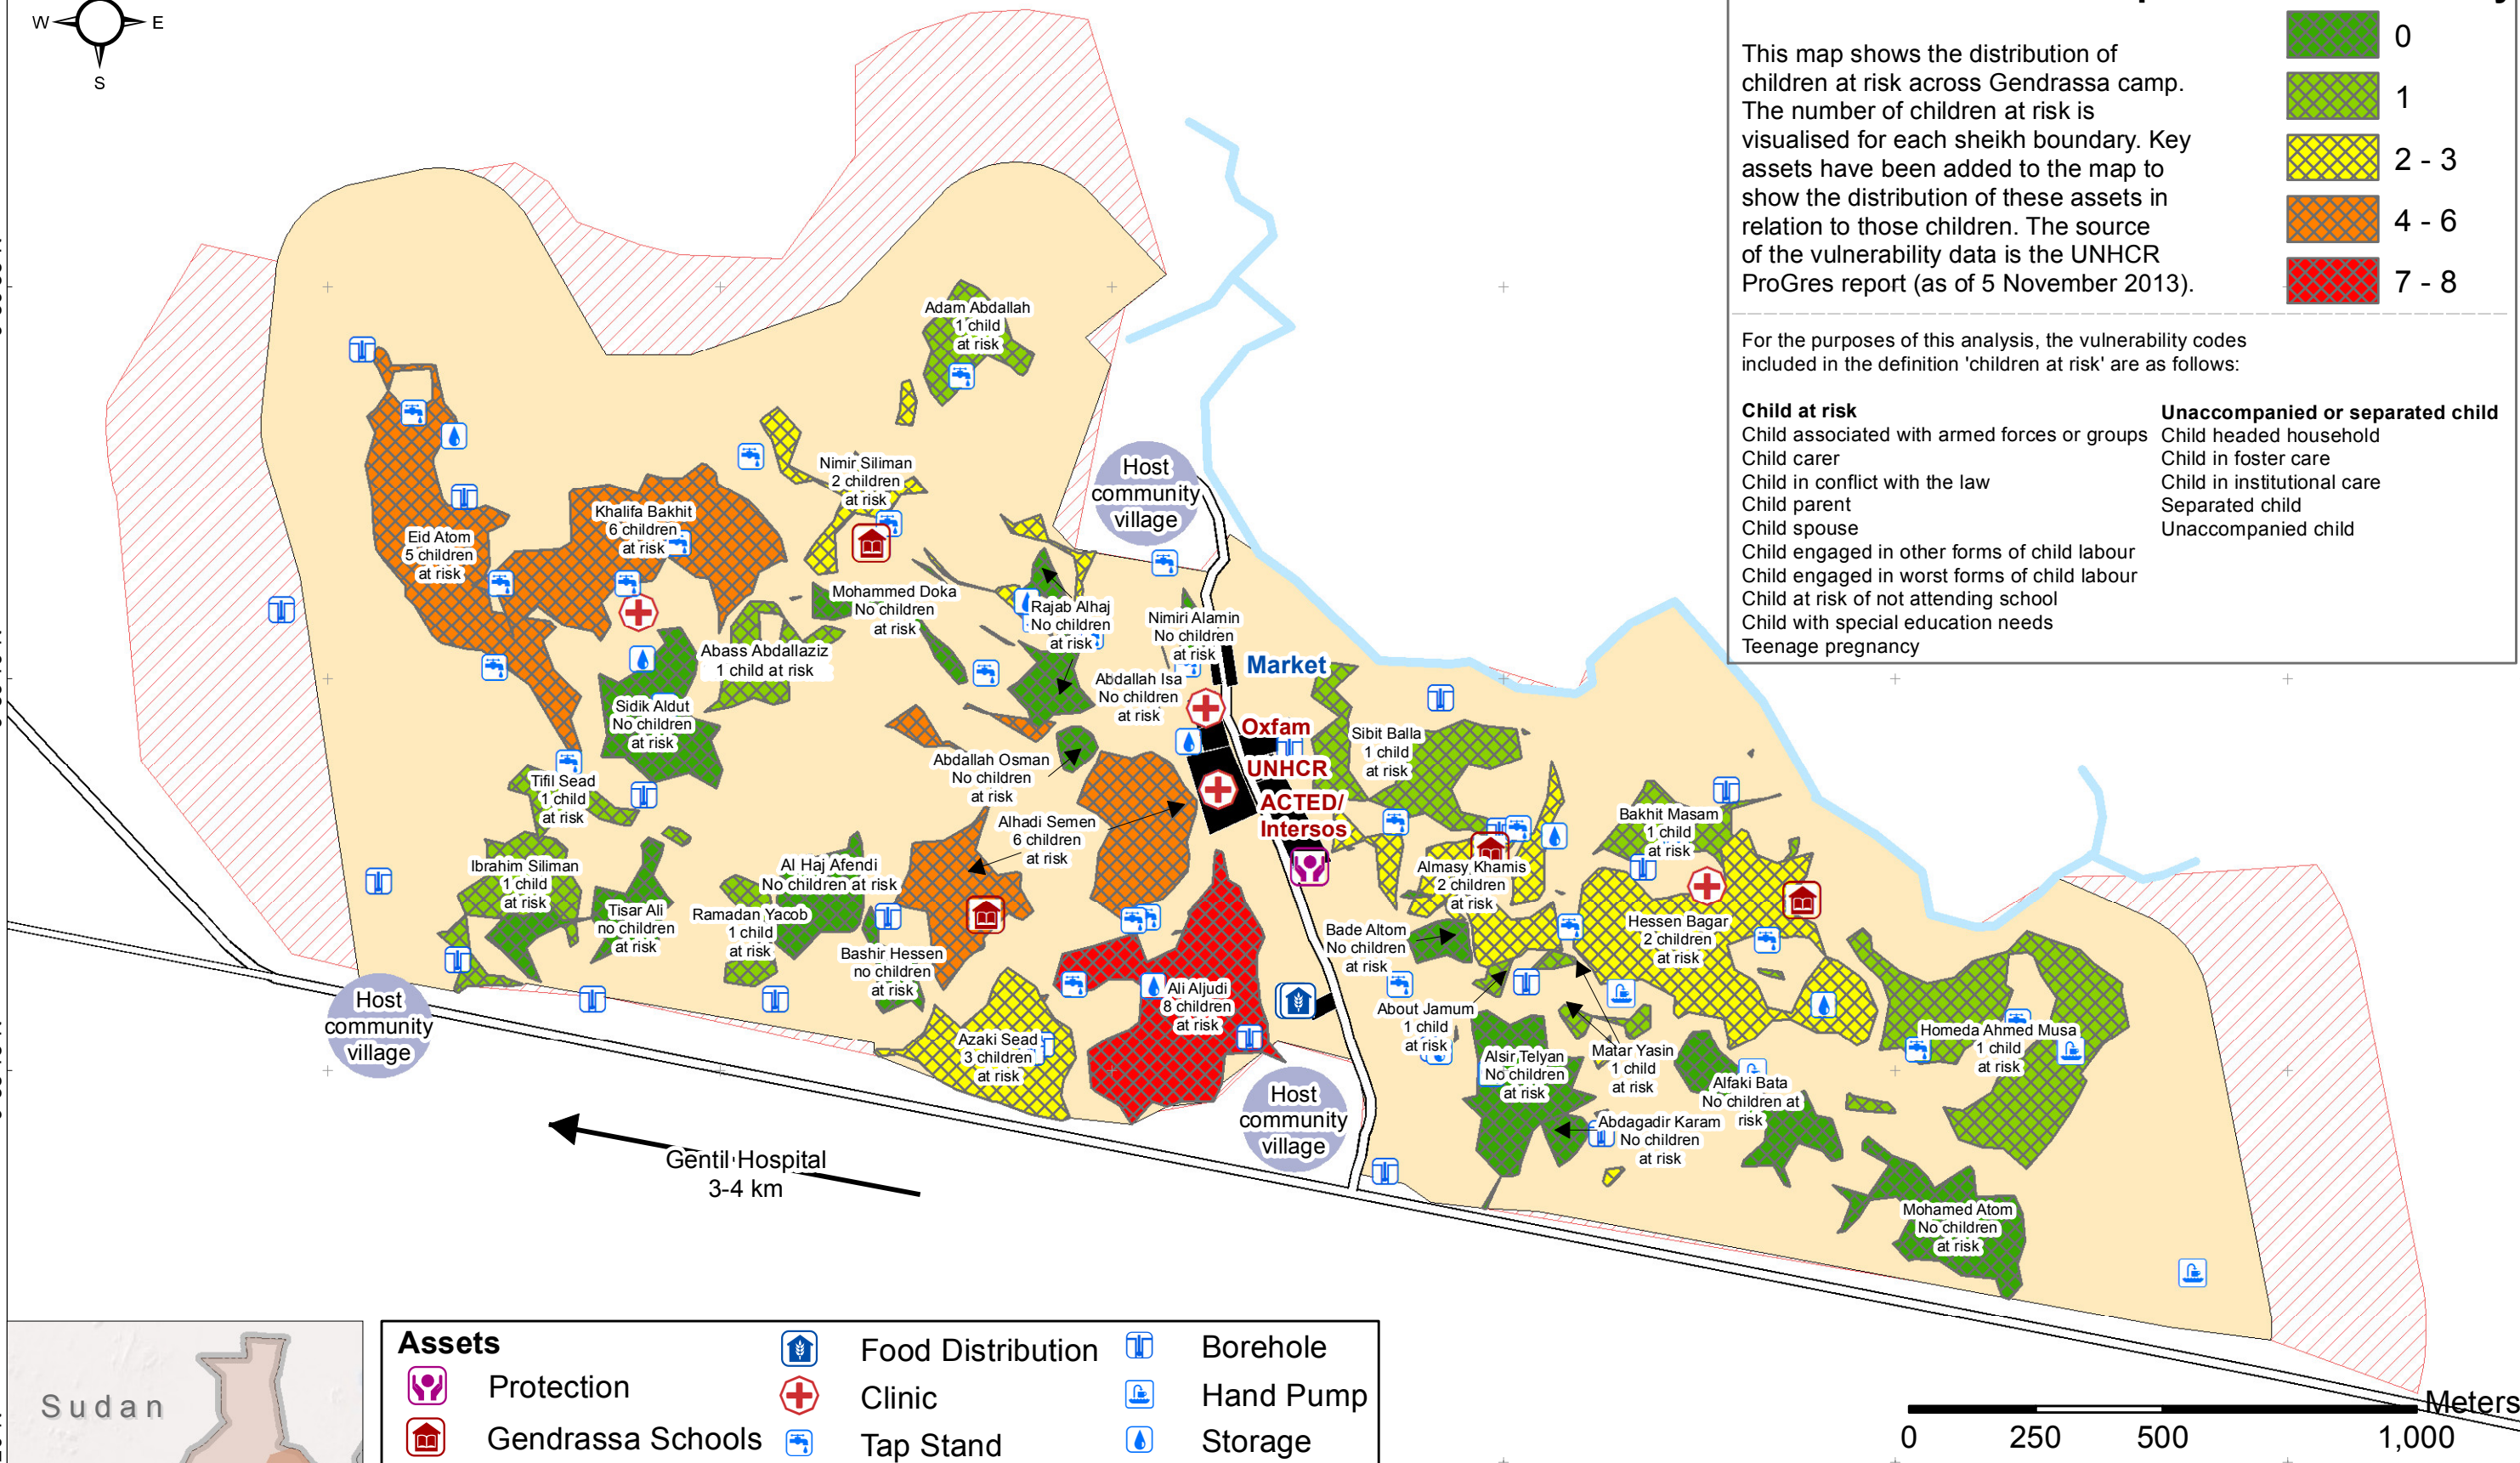 W
E
S
This map shows the distribution of
children at risk across Gendrassa camp.
The number of children at risk is
visualised for each sheikh boundary. Key
assets have been added to the map to
show the distribution of these assets in
relation to those children. The source
of the vulnerability data is the UNHCR
ProGres report (as of 5 November 2013).
0
1
2 - 3
4 - 6
7 - 8
For the purposes of this analysis, the vulnerability codes
included in the definition 'children at risk' are as follows:
Child at risk
Child associated with armed forces or groups
Child carer
Child in conflict with the law
Child parent
Child spouse
Child engaged in other forms of child labour
Child engaged in worst forms of child labour
Child at risk of not attending school
Child with special education needs
Teenage pregnancy
Unaccompanied or separated child
Child headed household
Child in foster care
Child in institutional care
Separated child
Unaccompanied child
Adam Abdallah
1 child
at risk
Nimir Siliman
2 children
at risk
Host
community
village
Khalifa Bakhit
6 children
at risk
Eid Atom
5 children
at risk
Mohammed Doka
No children
at risk
Rajab Alhaj
No children
at risk
Nimiri Alamin
No children
at risk
Abass Abdallaziz
1 child at risk
Market
Abdallah Isa
No children
at risk
Sidik Aldut
No children
at risk
Oxfam
UNHCR
ACTED/
Intersos
Sibit Balla
1 child
at risk
Abdallah Osman
No children
at risk
Tifil Sead
1 child
at risk
Alhadi Semen
6 children
at risk
Bakhit Masam
1 child
at risk
Ibrahim Siliman
1 child
at risk
Al Haj Afendi
No children at risk
Almasy Khamis
2 children
at risk
Tisar Ali
no children
at risk
Ramadan Yacob
1 child
at risk
Hessen Bagar
2 children
at risk
Bade Altom
No children
at risk
Bashir Hessen
no children
at risk
Ali Aljudi
8 children
at risk
Host
community
village
About Jamum
1 child
at risk
Azaki Sead
3 children
at risk
Homeda Ahmed Musa
1 child
at risk
Matar Yasin
1 child
at risk
Alsir Telyan
No children
at risk
Alfaki Bata
No children at
risk
Host
community
village
Abdagadir Karam
No children
at risk
Gentil Hospital
3-4 km
Mohamed Atom
No children
at risk
Sudan
Assets
Protection
Gendrassa Schools
Food Distribution
Clinic
Tap Stand
Borehole
Hand Pump
Storage
Meters
0
250
500
1,000